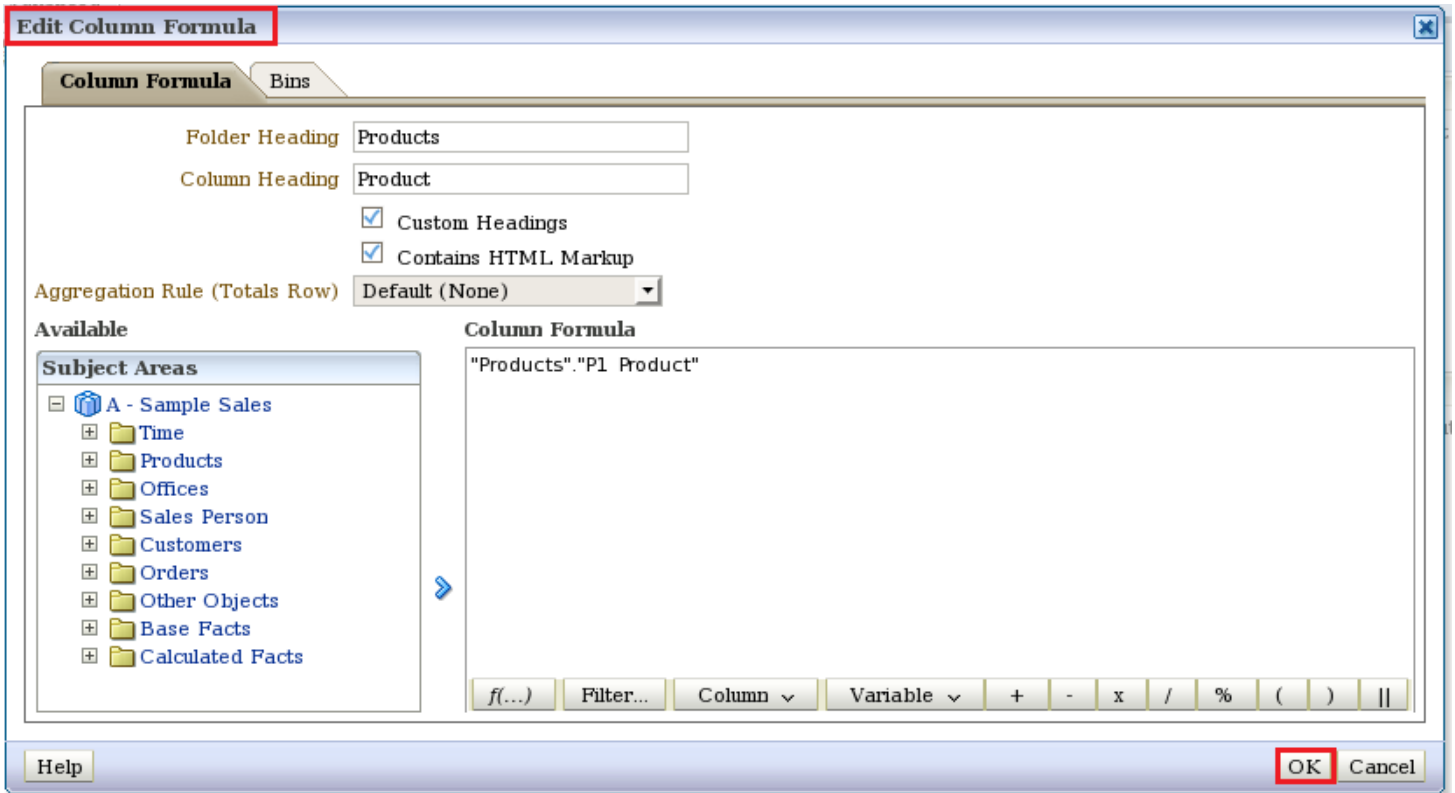 Edit Column Formula
Column Formula Bins
Folder Heading Products
Column Heading Product
Custom Headings
Contains HTML Markup
Aggregation Rule (Totals Row) Default (None)
Available Column Formula
Subject Areas
"Products"."P1 Product"
A - Sample Sales
Time
Products
Offices
Sales Person
Customers
Orders
Other Objects
Base Facts
Calculated Facts
f(...) Filter... Column Variable + - x / % ( ) ||
Help OK Cancel